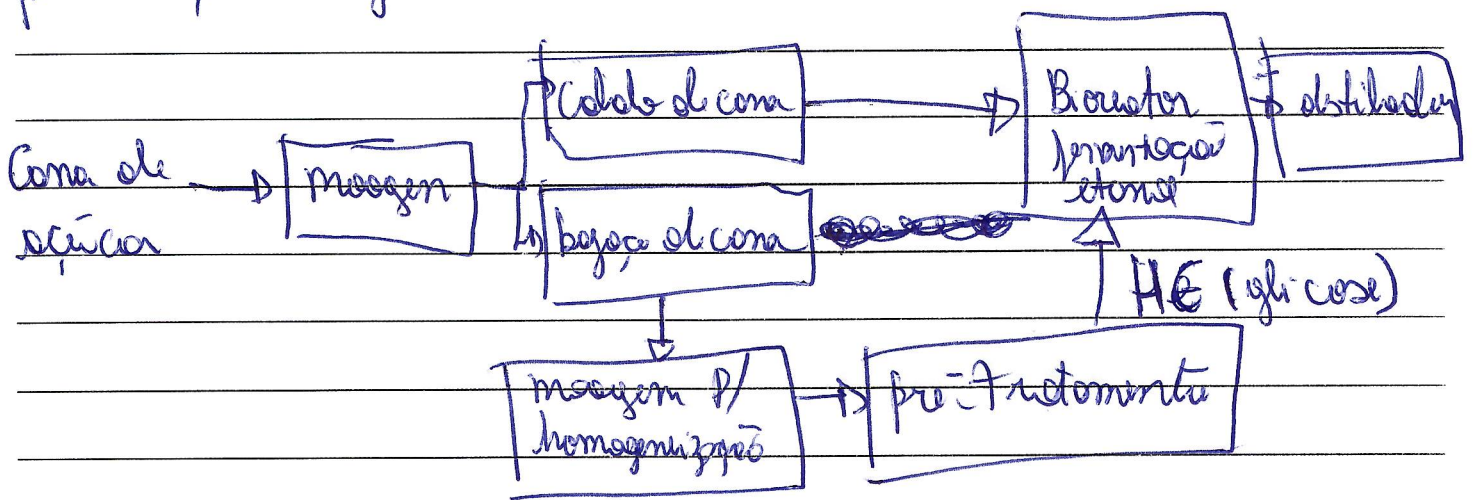 Caldo de cana
Biorreator
fermentação
etanol
destilador
Cana de
açúcar
moagem
bagaço de cana
HE (glicose)
moagem p/
homogenização
pré-tratamento